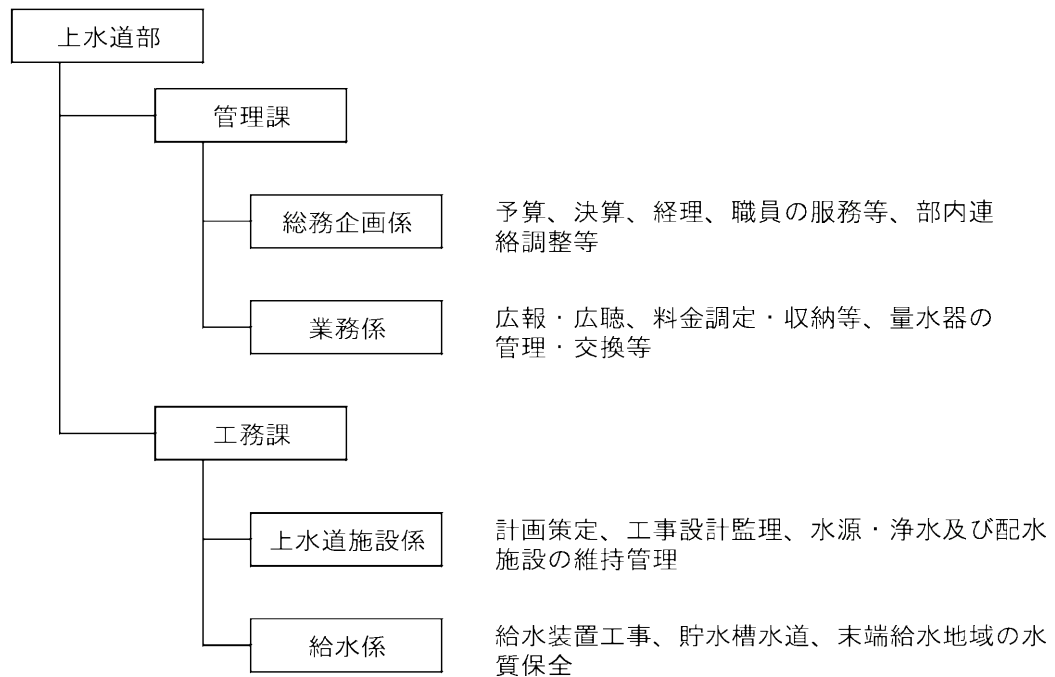 上水道部
管理課
総務企画係
予算、決算、経理、職員の服務等、部内連
絡調整等
業務係
広報・広聴、料金調定・収納等、量水器の
管理・交換等
工務課
上水道施設係
計画策定、工事設計監理、水源・浄水及び配水
施設の維持管理
給水係
給水装置工事、貯水槽水道、末端給水地域の水
質保全